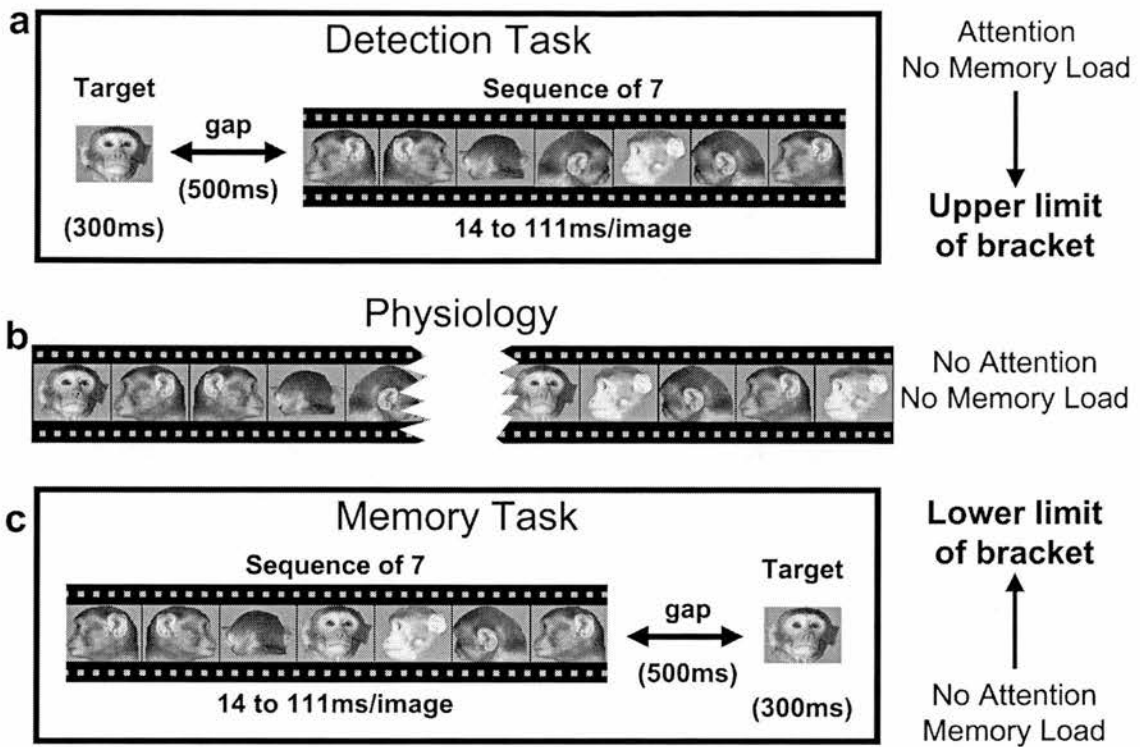 a
Detection Task
Target
gap
(500ms)
(300ms)
Sequence of 7
14 to 111ms/image
Attention
No Memory Load
Upper limit
of bracket
b
Physiology
No Attention
No Memory Load
c
Memory Task
Sequence of 7
14 to 111ms/image
gap
(500ms)
Target
(300ms)
Lower limit
of bracket
No Attention
Memory Load